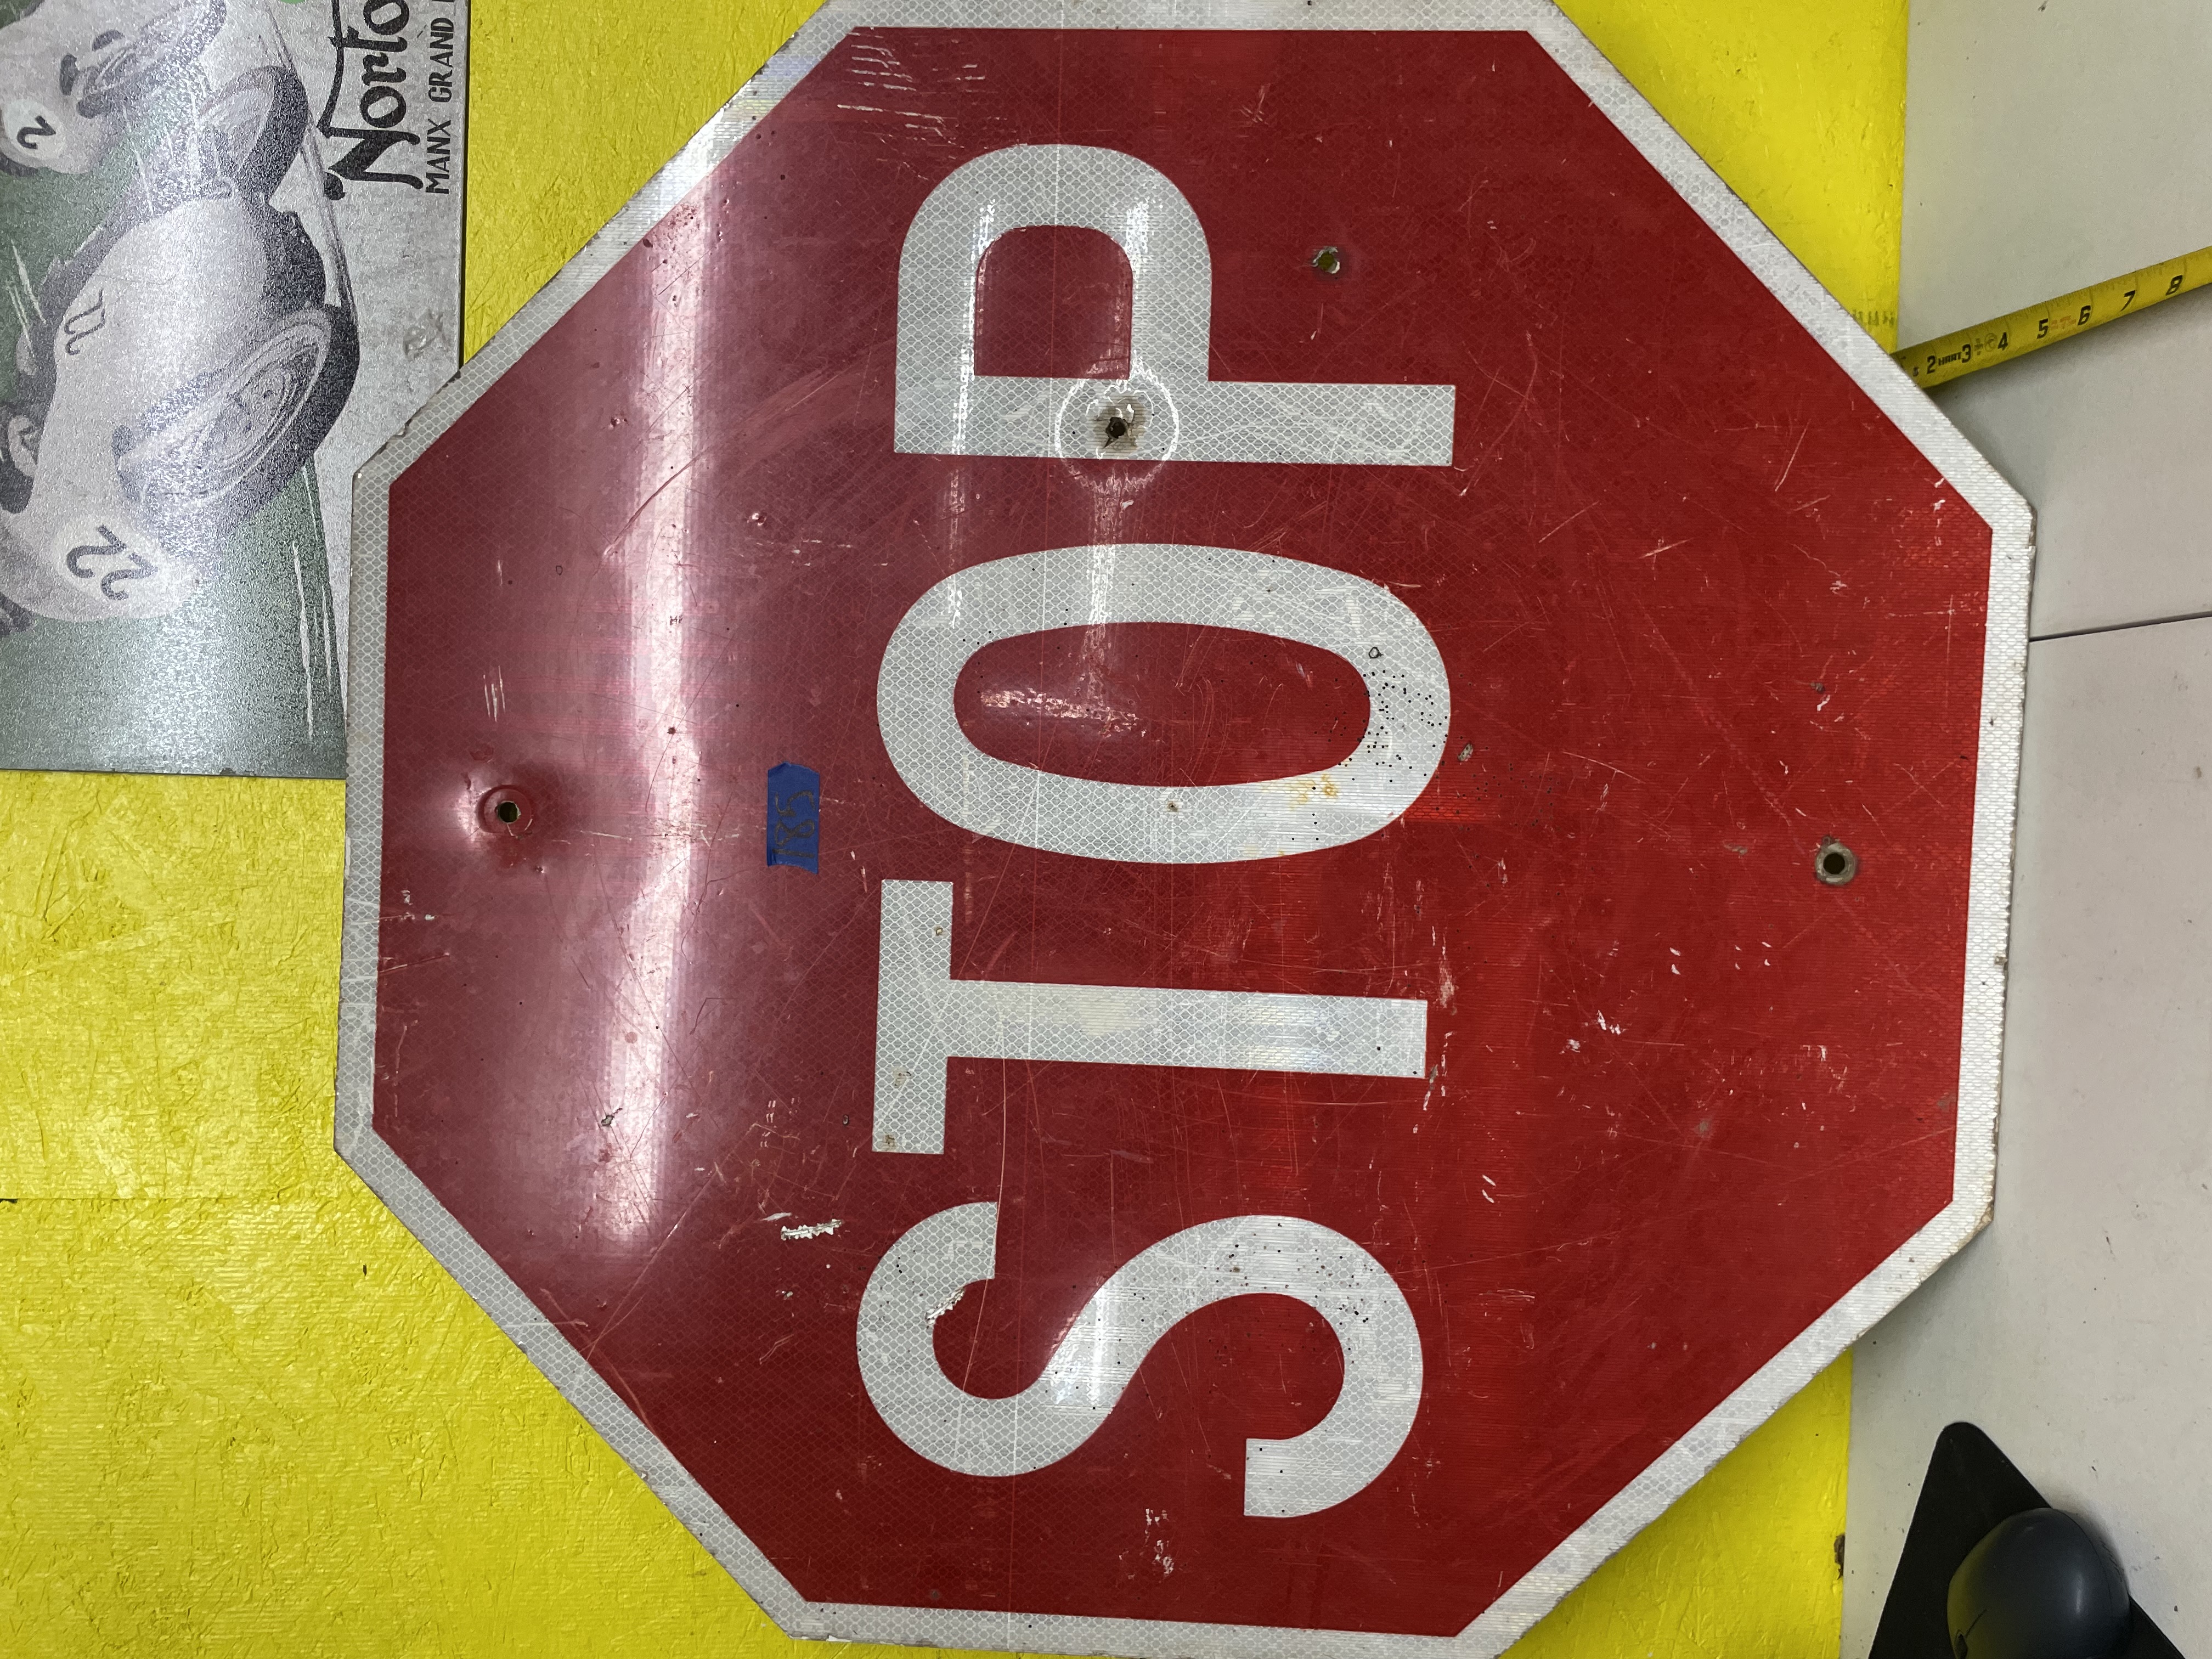 STOP
185
Norto
MANX GRAND
2
22
22
2 3 4 5 6 7 8